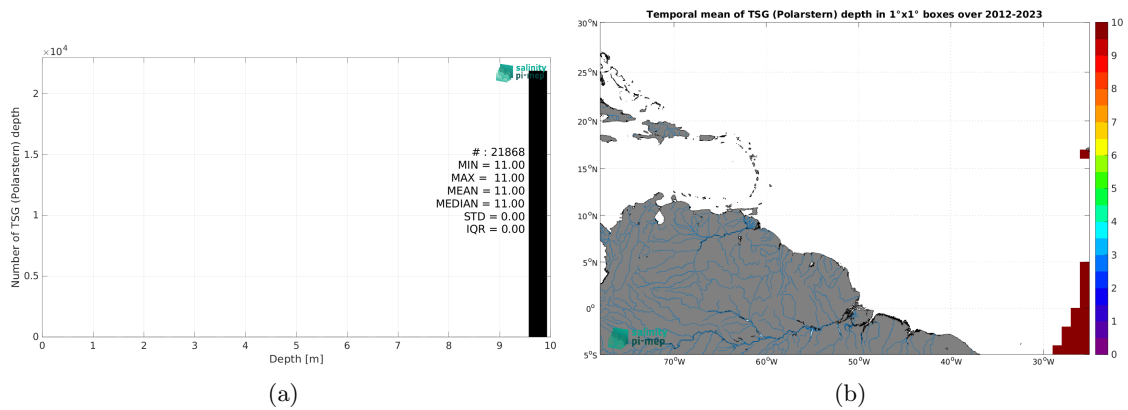 ×10⁴
Number of TSG (Polarstern) depth
2
1.5
1
0.5
0
salinity
pi-mep
# : 21868
MIN = 11.00
MAX = 11.00
MEAN = 11.00
MEDIAN = 11.00
STD = 0.00
IQR = 0.00
0 1 2 3 4 5 6 7 8 9 10
Depth [m]
(a)
Temporal mean of TSG (Polarstern) depth in 1°x1° boxes over 2012-2023
30°N
25°N
20°N
15°N
10°N
5°N
0°
5°S
salinity
pi-mep
70°W 60°W 50°W 40°W 30°W
10
9
8
7
6
5
4
3
2
1
0
(b)